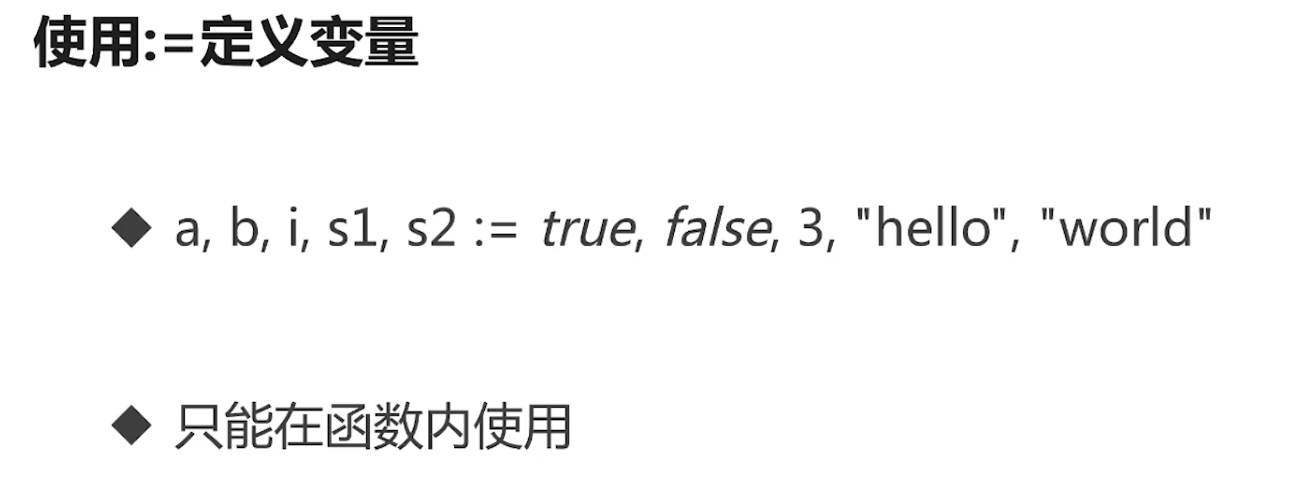 使用:=定义变量
◆ a, b, i, s1, s2 := true, false, 3, "hello", "world"
◆ 只能在函数内使用